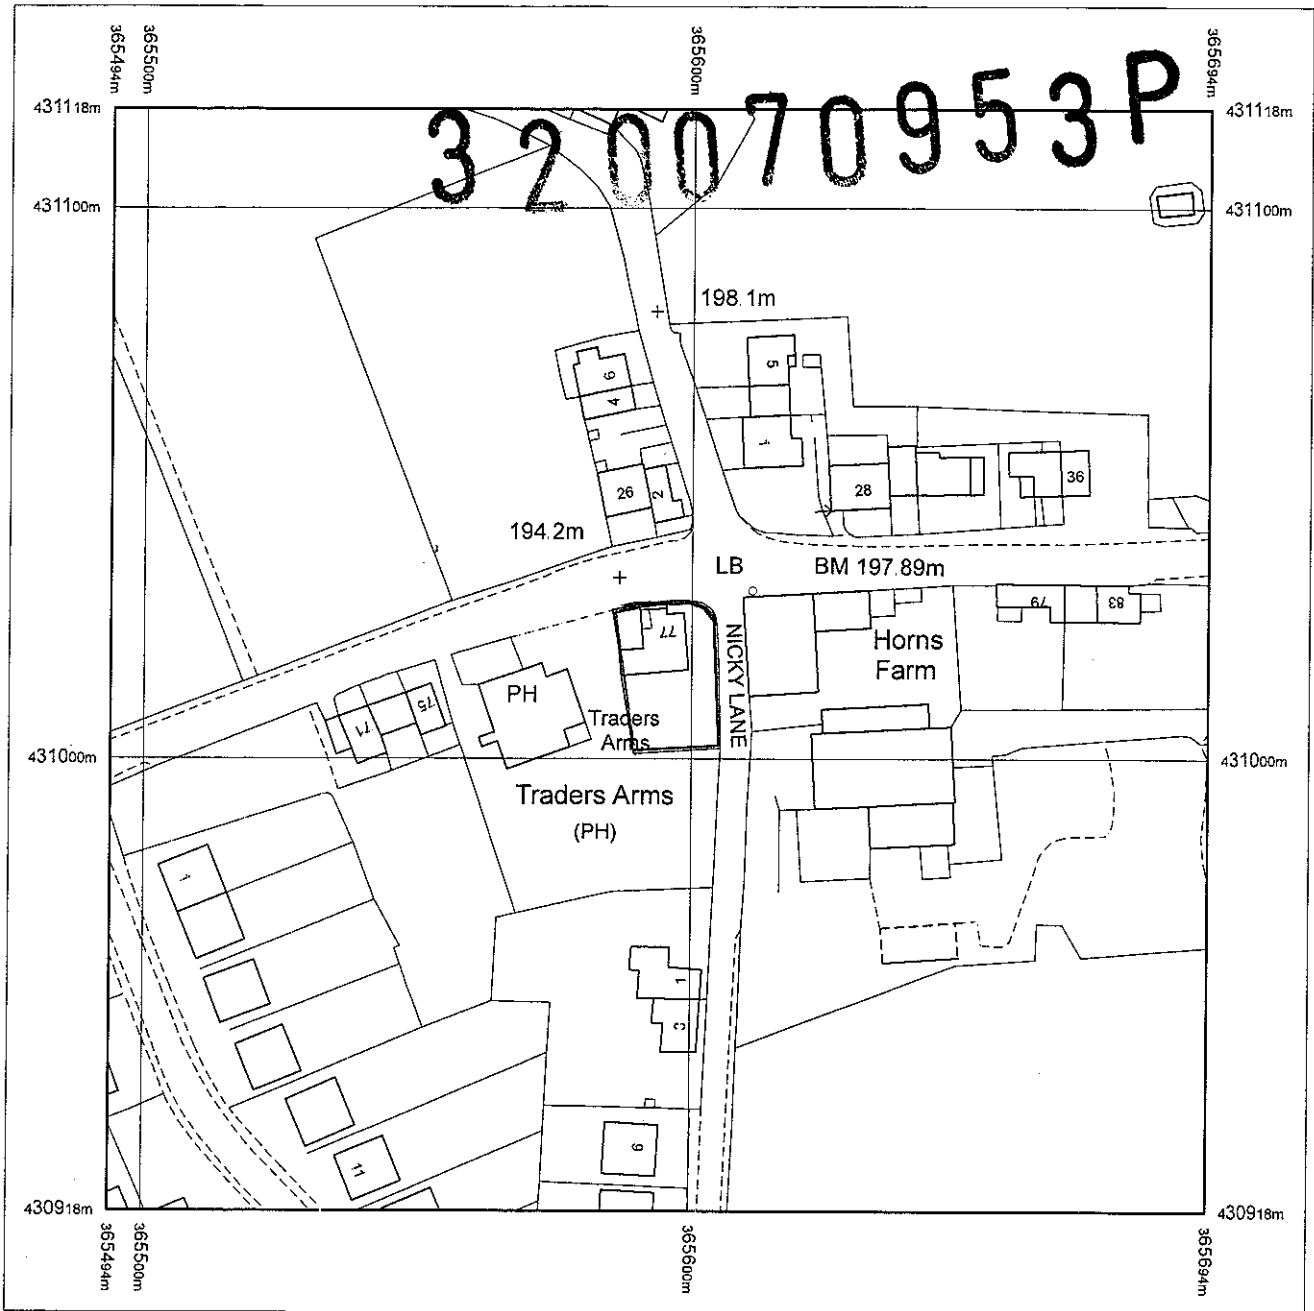 365494m
365500m
365600m
365694m
320070953P
431118m
431118m
431100m
431100m
198.1m
5
6
4
1
36
26
2
28
194.2m
LB
BM 197.89m
79
83
77
NICKY LANE
Horns
Farm
PH
75
71
Traders
Arms
431000m
431000m
Traders Arms
(PH)
1
1
3
9
11
430918m
430918m
365494m
365500m
365600m
365694m